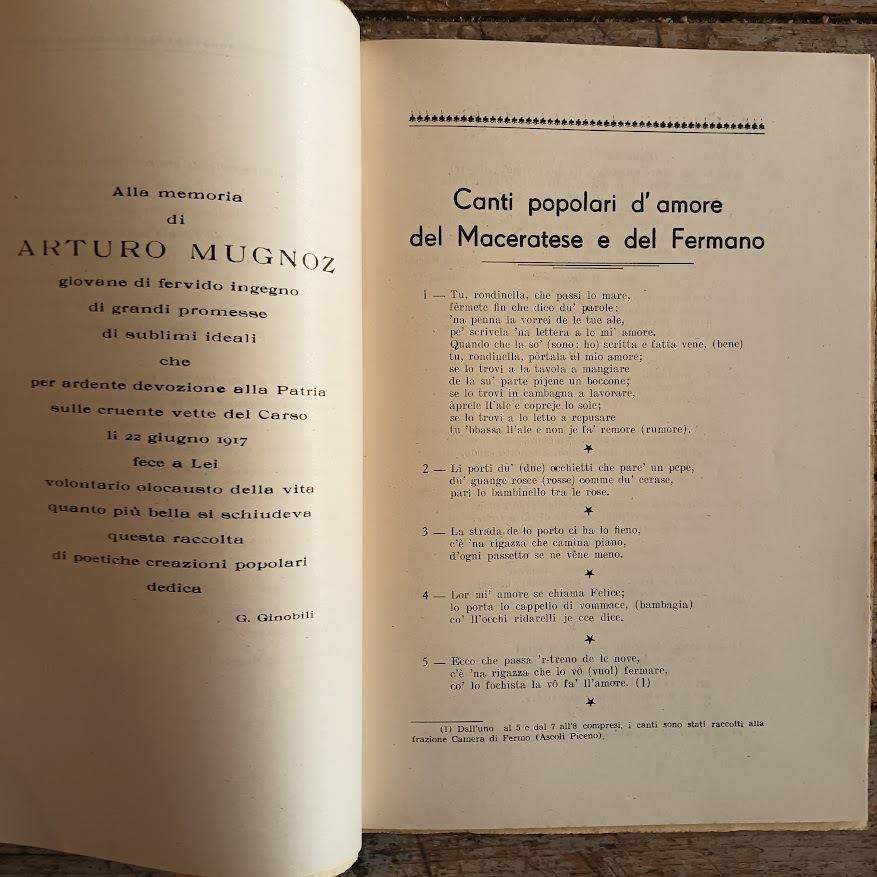 Alla memoria
di
ARTURO MUGNOZ
giovane di fervido ingegno
di grandi promesse
di sublimi ideali
che
per ardente devozione alla Patria
sulle cruente vette del Carso
li 22 giugno 1917
fece a Lei
volontario olocausto della vita
quanto più bella si schiudeva
questa raccolta
di poetiche creazioni popolari
dedica
G. Ginobili
Canti popolari d'amore
del Maceratese e del Fermano
1 — Tu, rondinella, che passi lo mare,
fèrmete fin che dico du' parole;
'na penna la vorrei de le tue ale,
pe' scrivela 'na lettera a lo mi' amore.
Quando che la so' (sono: ho) scritta e fatta vene, (bene)
tu, rondinella, pòrtala al mio amore;
se lo trovi a la tavola a mangiare
de la su' parte pijene un boccone;
se lo trovi in cambagna a lavorare,
àprele ll'ale e copreje lo sole;
se lo trovi a lo letto a repusare
tu 'bbassa ll'ale e non je fa' remore (rumore).
2 — Li porti du' (due) occhietti che pare' un pepe,
du' guange rosce (rosse) comme du' cerase,
pari lo bambinello tra le rose.
3 — La strada de lo porto ci ha lo fieno,
c'è 'na rigazza che camina piano,
d'ogni passetto se ne vène meno.
4 — Lor mi' amore se chiama Felice;
lo porta lo cappello di vommace, (bambagia)
co' ll'occhi ridarelli je cce dice.
5 — Ecco che passa 'r-treno de le nove,
c'è 'na rigazza che lo vô (vuol) fermare,
co' lo fochista la vô fa' ll'amore. (1)
(1) Dall'uno al 5 e dal 7 all'8 compresi, i canti sono stati raccolti alla
frazione Camera di Fermo (Ascoli Piceno).